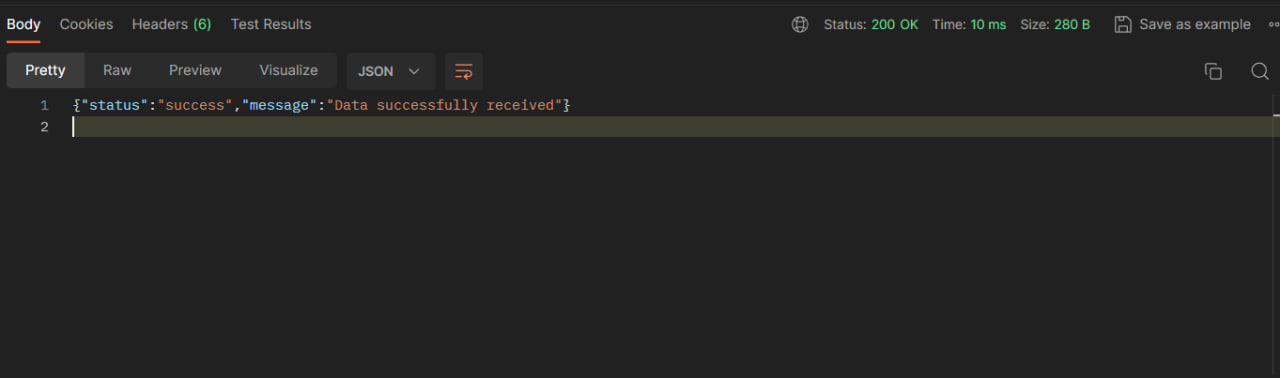 Body Cookies Headers (6) Test Results Status: 200 OK Time: 10 ms Size: 280 B Save as example
Pretty Raw Preview Visualize JSON
1 {"status":"success","message":"Data successfully received"}
2